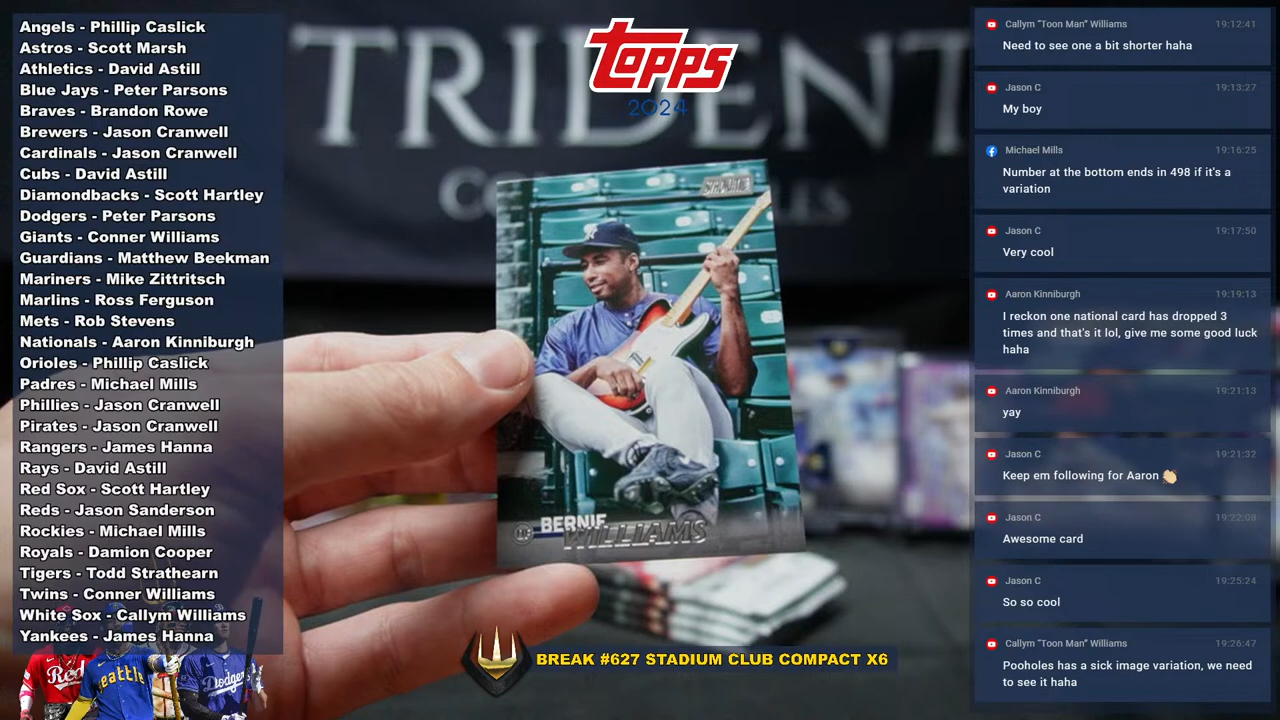 Angels - Phillip Caslick
Astros - Scott Marsh
Athletics - David Astill
Blue Jays - Peter Parsons
Braves - Brandon Rowe
Brewers - Jason Cranwell
Cardinals - Jason Cranwell
Cubs - David Astill
Diamondbacks - Scott Hartley
Dodgers - Peter Parsons
Giants - Conner Williams
Guardians - Matthew Beekman
Mariners - Mike Zittritsch
Marlins - Ross Ferguson
Mets - Rob Stevens
Nationals - Aaron Kinniburgh
Orioles - Phillip Caslick
Padres - Michael Mills
Phillies - Jason Cranwell
Pirates - Jason Cranwell
Rangers - James Hanna
Rays - David Astill
Red Sox - Scott Hartley
Reds - Jason Sanderson
Rockies - Michael Mills
Royals - Damion Cooper
Tigers - Todd Strathearn
Twins - Conner Williams
White Sox - Callym Williams
Yankees - James Hanna
Reds
Seattle
Dodgers
TRIDENT
topps
2024
BERNIE
WILLIAMS
BREAK #627 STADIUM CLUB COMPACT X6
Callym "Toon Man" Williams 19:12:41
Need to see one a bit shorter haha
Jason C 19:13:27
My boy
Michael Mills 19:16:25
Number at the bottom ends in 498 if it's a
variation
Jason C 19:17:50
Very cool
Aaron Kinniburgh 19:19:13
I reckon one national card has dropped 3
times and that's it lol, give me some good luck
haha
Aaron Kinniburgh 19:21:13
yay
Jason C 19:21:32
Keep em following for Aaron 👏🏼
Jason C 19:22:08
Awesome card
Jason C 19:25:24
So so cool
Callym "Toon Man" Williams 19:26:47
Pooholes has a sick image variation, we need
to see it haha